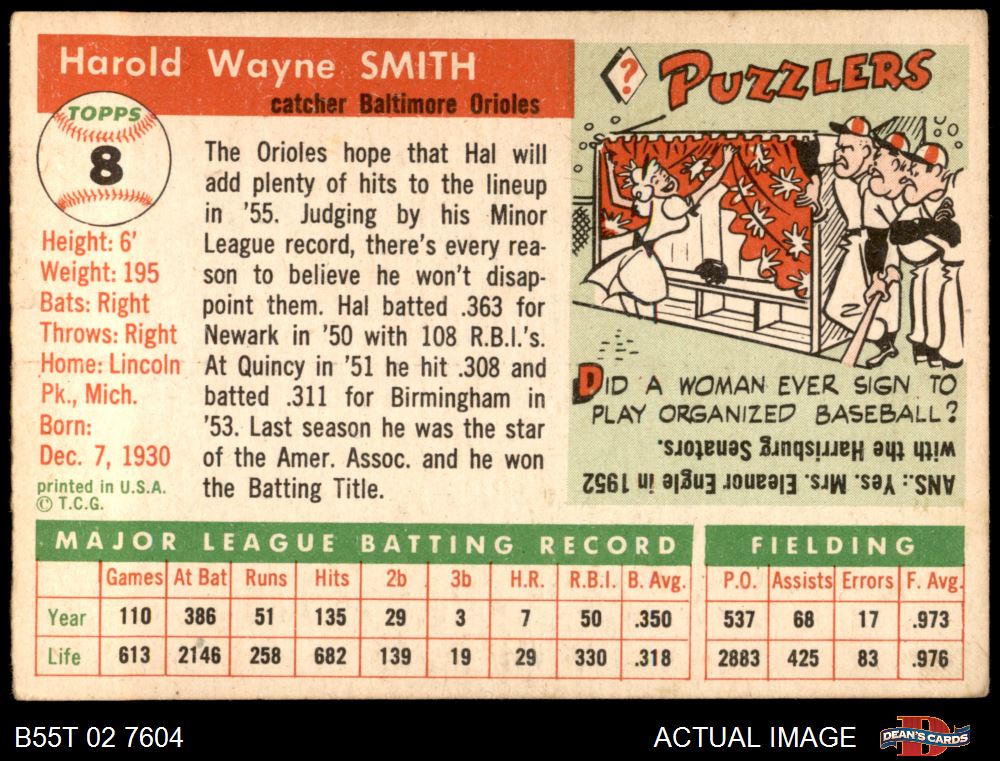 Harold Wayne SMITH
catcher Baltimore Orioles
TOPPS
8
Height: 6'
Weight: 195
Bats: Right
Throws: Right
Home: Lincoln
Pk., Mich.
Born:
Dec. 7, 1930
printed in U.S.A.
© T.C.G.
The Orioles hope that Hal will
add plenty of hits to the lineup
in '55. Judging by his Minor
League record, there's every rea-
son to believe he won't disap-
point them. Hal batted .363 for
Newark in '50 with 108 R.B.I.'s.
At Quincy in '51 he hit .308 and
batted .311 for Birmingham in
'53. Last season he was the star
of the Amer. Assoc. and he won
the Batting Title.
? PUZZLERS
DID A WOMAN EVER SIGN TO
PLAY ORGANIZED BASEBALL?
ANS.: Yes. Mrs. Eleanor Engle in 1952
with the Harrisburg Senators.
MAJOR LEAGUE BATTING RECORD FIELDING
Games At Bat Runs Hits 2b 3b H.R. R.B.I. B. Avg. P.O. Assists Errors F. Avg.
Year 110 386 51 135 29 3 7 50 .350 537 68 17 .973
Life 613 2146 258 682 139 19 29 330 .318 2883 425 83 .976
B55T 02 7604 ACTUAL IMAGE DEAN'S CARDS